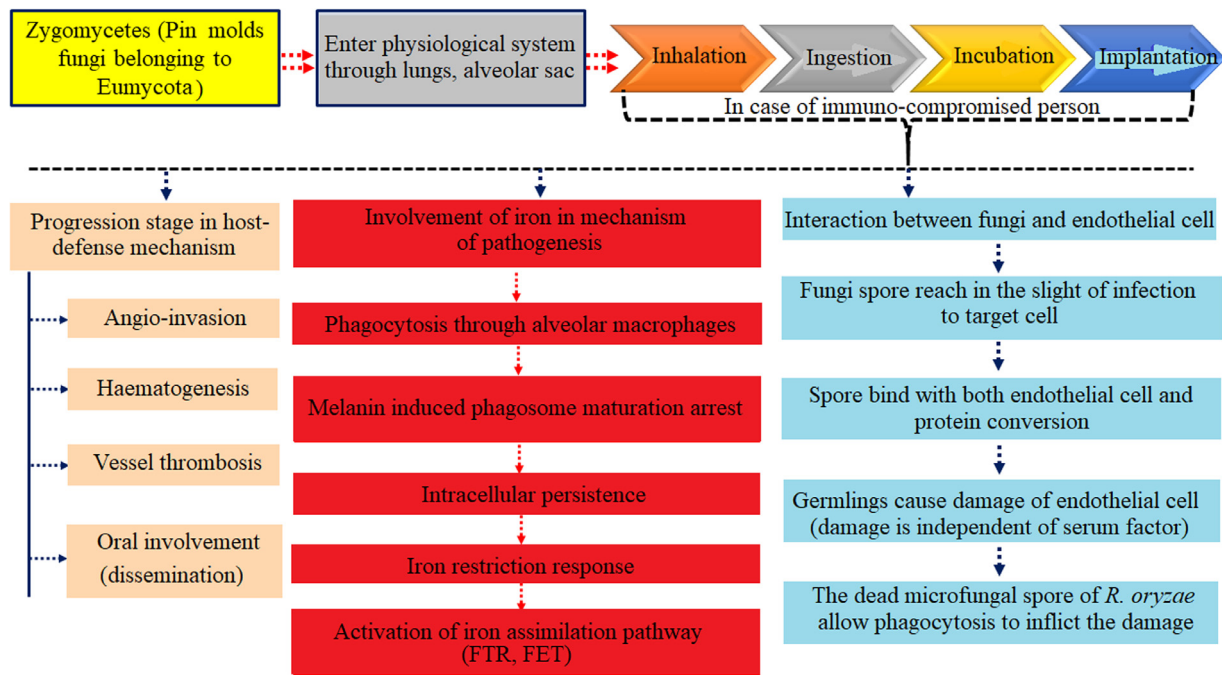 Zygomycetes (Pin molds
fungi belonging to
Eumycota)
Enter physiological system
through lungs, alveolar sac
Inhalation
Ingestion
Incubation
Implantation
In case of immuno-compromised person
Progression stage in host-
defense mechanism
Angio-invasion
Haematogenesis
Vessel thrombosis
Oral involvement
(dissemination)
Involvement of iron in mechanism
of pathogenesis
Phagocytosis through alveolar macrophages
Melanin induced phagosome maturation arrest
Intracellular persistence
Iron restriction response
Activation of iron assimilation pathway
(FTR, FET)
Interaction between fungi and endothelial cell
Fungi spore reach in the slight of infection
to target cell
Spore bind with both endothelial cell and
protein conversion
Germlings cause damage of endothelial cell
(damage is independent of serum factor)
The dead microfungal spore of R. oryzae
allow phagocytosis to inflict the damage